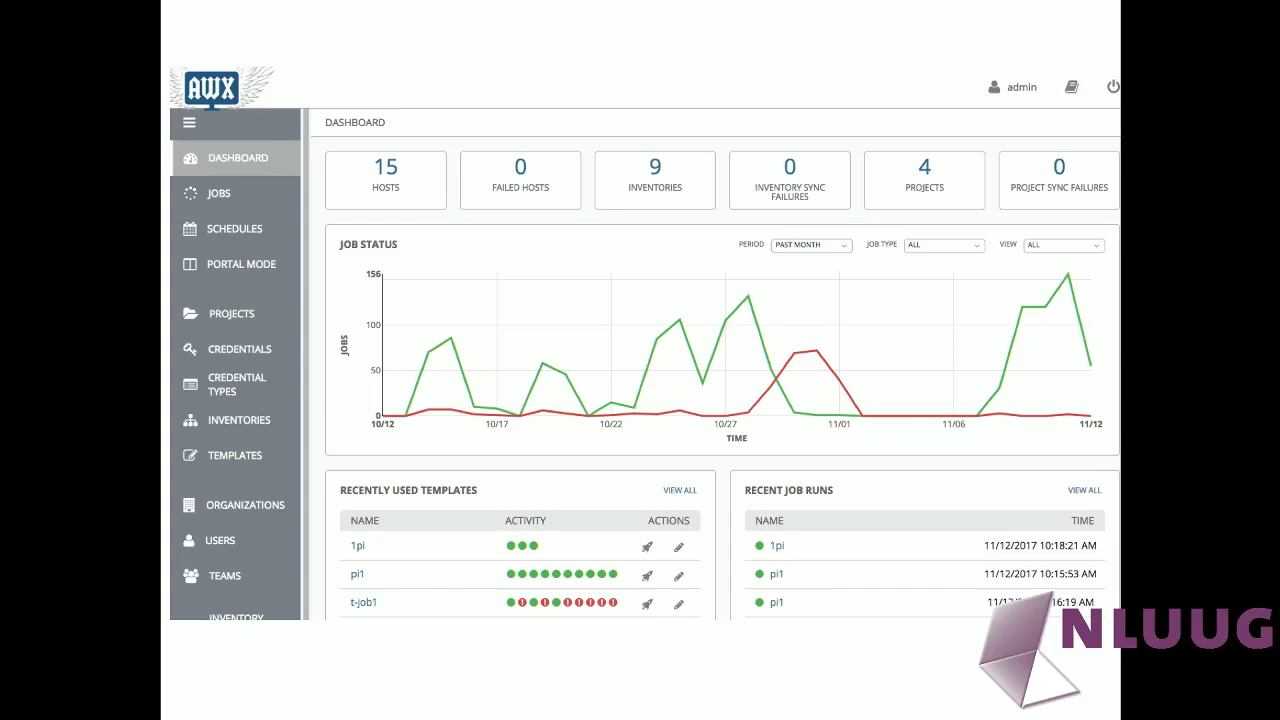 AWX
admin
DASHBOARD
DASHBOARD
JOBS
SCHEDULES
PORTAL MODE
PROJECTS
CREDENTIALS
CREDENTIAL
TYPES
INVENTORIES
TEMPLATES
ORGANIZATIONS
USERS
TEAMS
INVENTORY
15
HOSTS
0
FAILED HOSTS
9
INVENTORIES
0
INVENTORY SYNC
FAILURES
4
PROJECTS
0
PROJECT SYNC FAILURES
JOB STATUS
PERIOD PAST MONTH JOB TYPE ALL VIEW ALL
156
100
50
0
JOBS
10/12 10/17 10/22 10/27 11/01 11/06 11/12
TIME
RECENTLY USED TEMPLATES VIEW ALL
NAME ACTIVITY ACTIONS
1pi
pi1
t-job1
RECENT JOB RUNS VIEW ALL
NAME TIME
1pi 11/12/2017 10:18:21 AM
pi1 11/12/2017 10:15:53 AM
pi1 16:19 AM
NLUUG